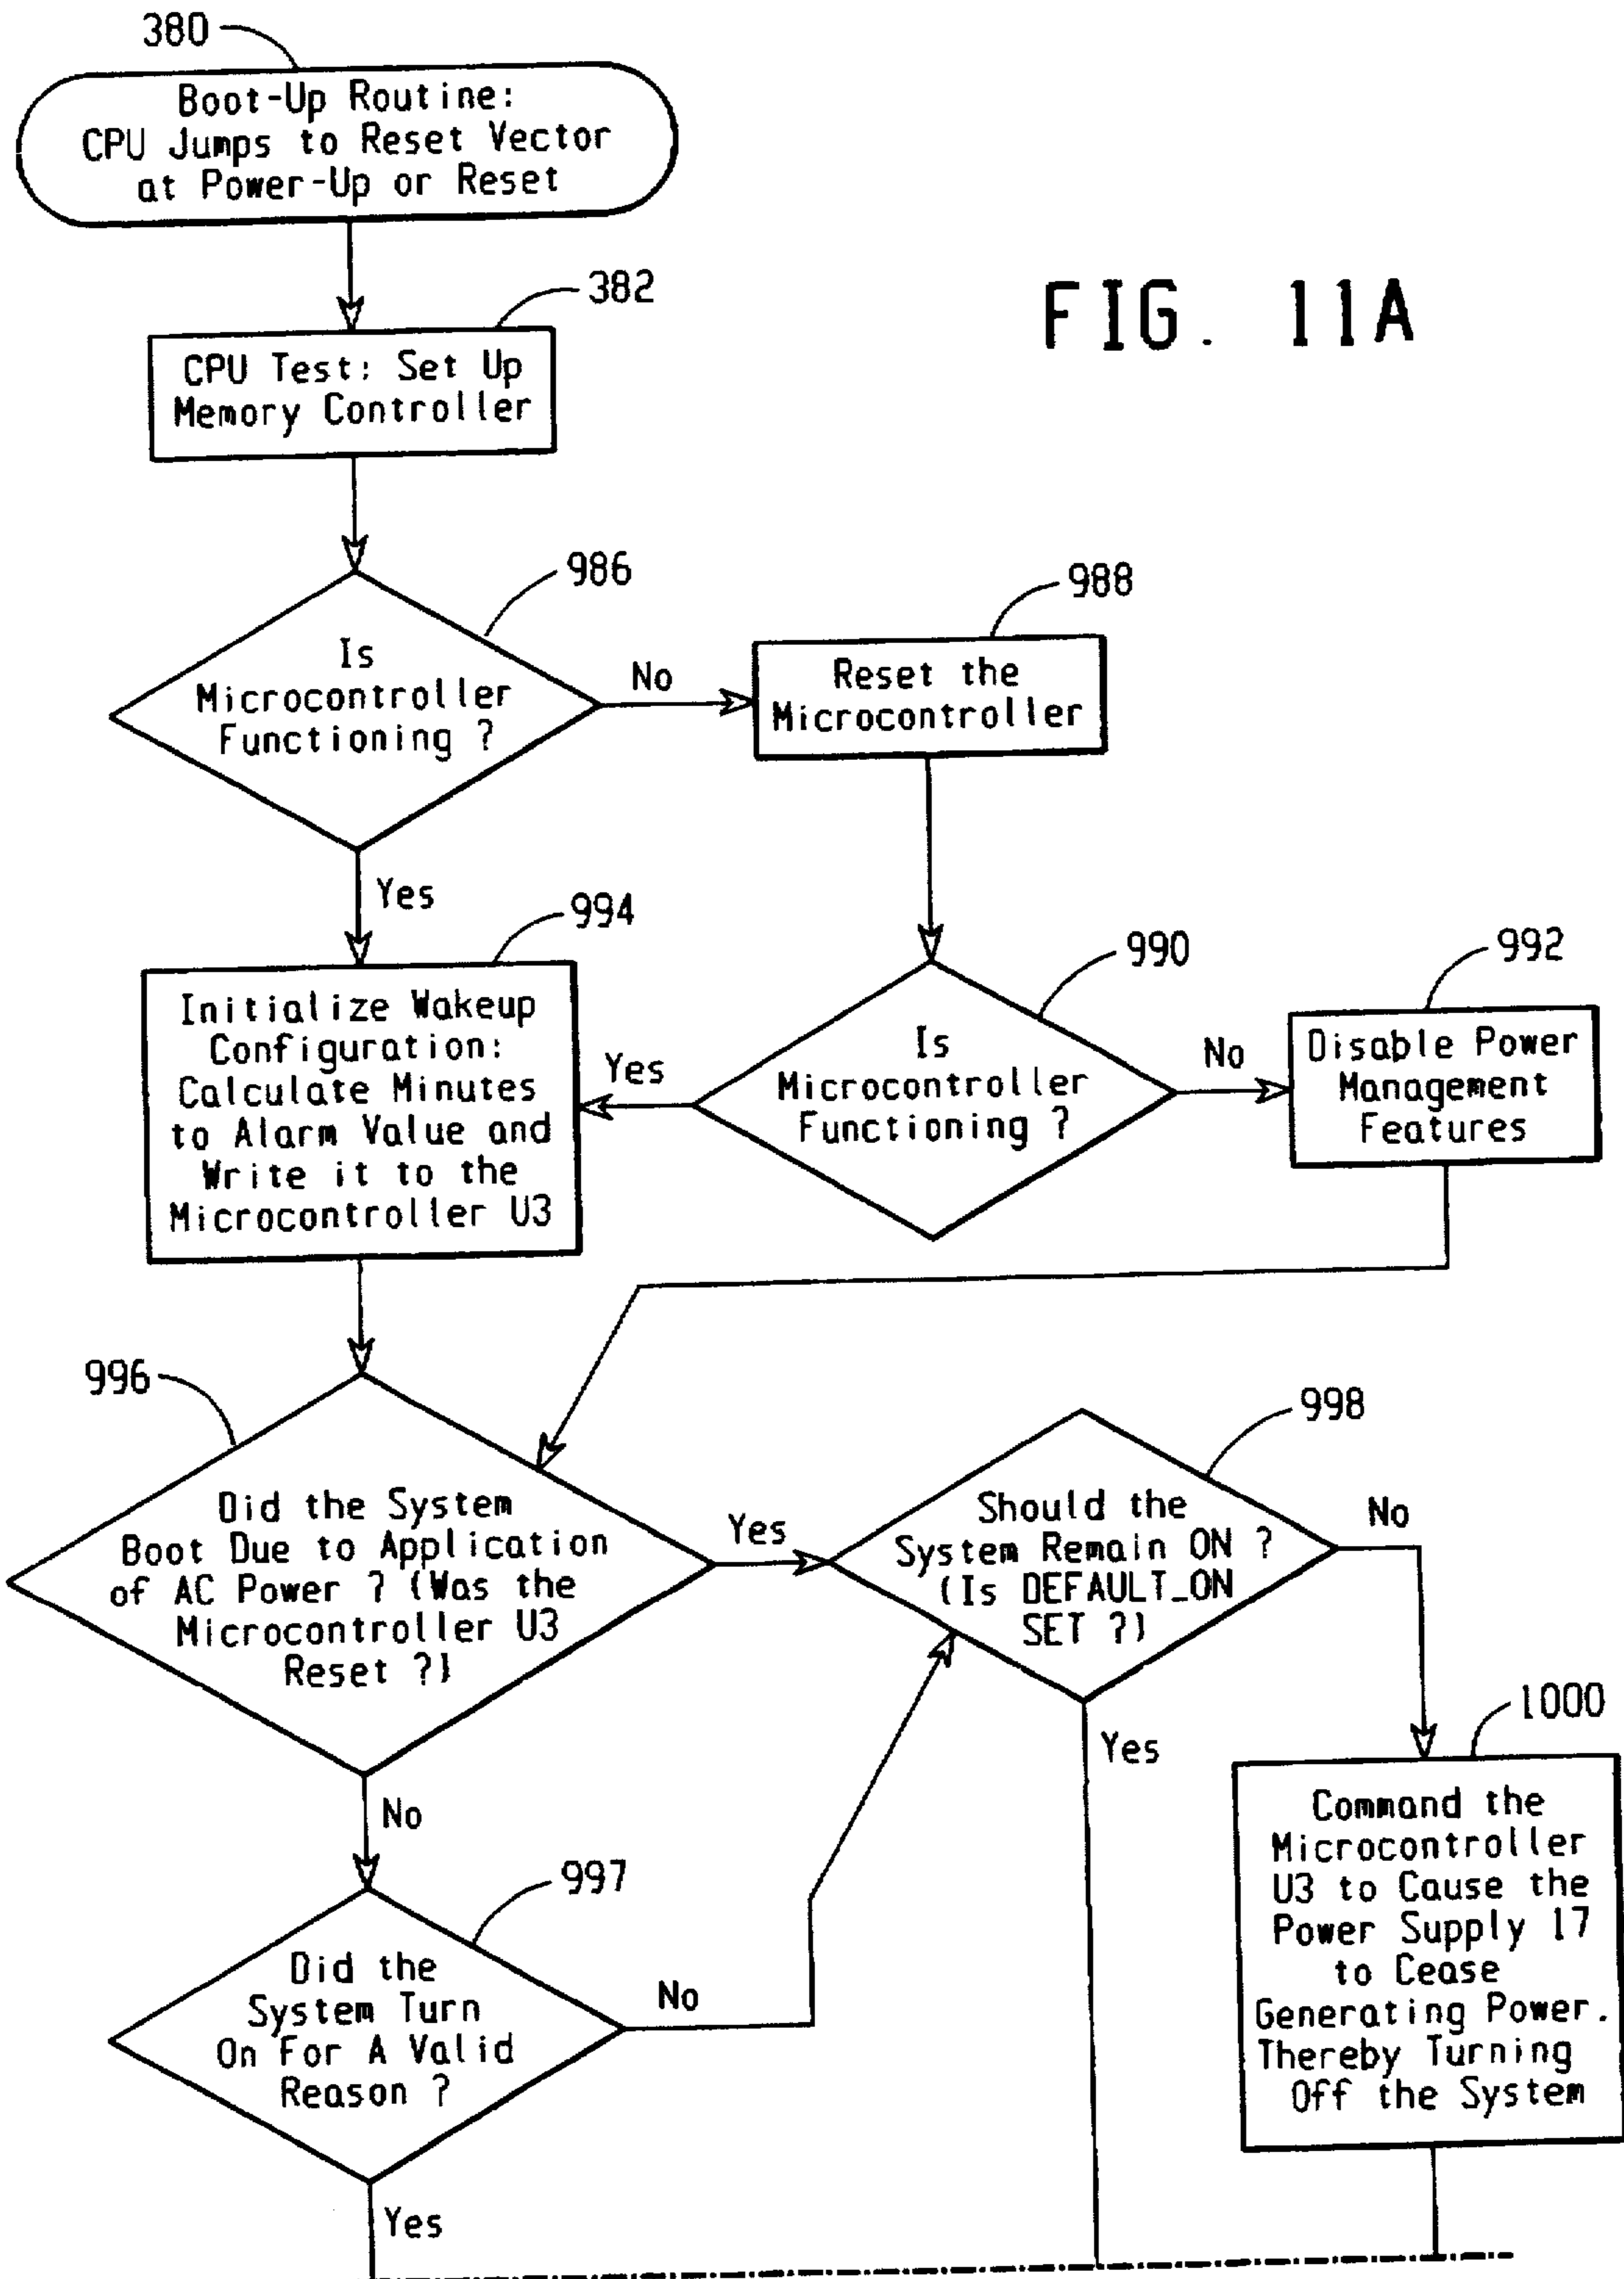 380
Boot-Up Routine:
CPU Jumps to Reset Vector
at Power-Up or Reset
FIG. 11A
382
CPU Test: Set Up
Memory Controller
986
Is
Microcontroller
Functioning ?
No
Yes
988
Reset the
Microcontroller
990
Is
Microcontroller
Functioning ?
Yes
No
992
Disable Power
Management
Features
994
Initialize Wakeup
Configuration:
Calculate Minutes
to Alarm Value and
Write it to the
Microcontroller U3
996
Did the System
Boot Due to Application
of AC Power ? (Was the
Microcontroller U3
Reset ?)
Yes
No
998
Should the
System Remain ON ?
(Is DEFAULT_ON
SET ?)
No
Yes
1000
Command the
Microcontroller
U3 to Cause the
Power Supply 17
to Cease
Generating Power.
Thereby Turning
Off the System
997
Did the
System Turn
On For A Valid
Reason ?
No
Yes